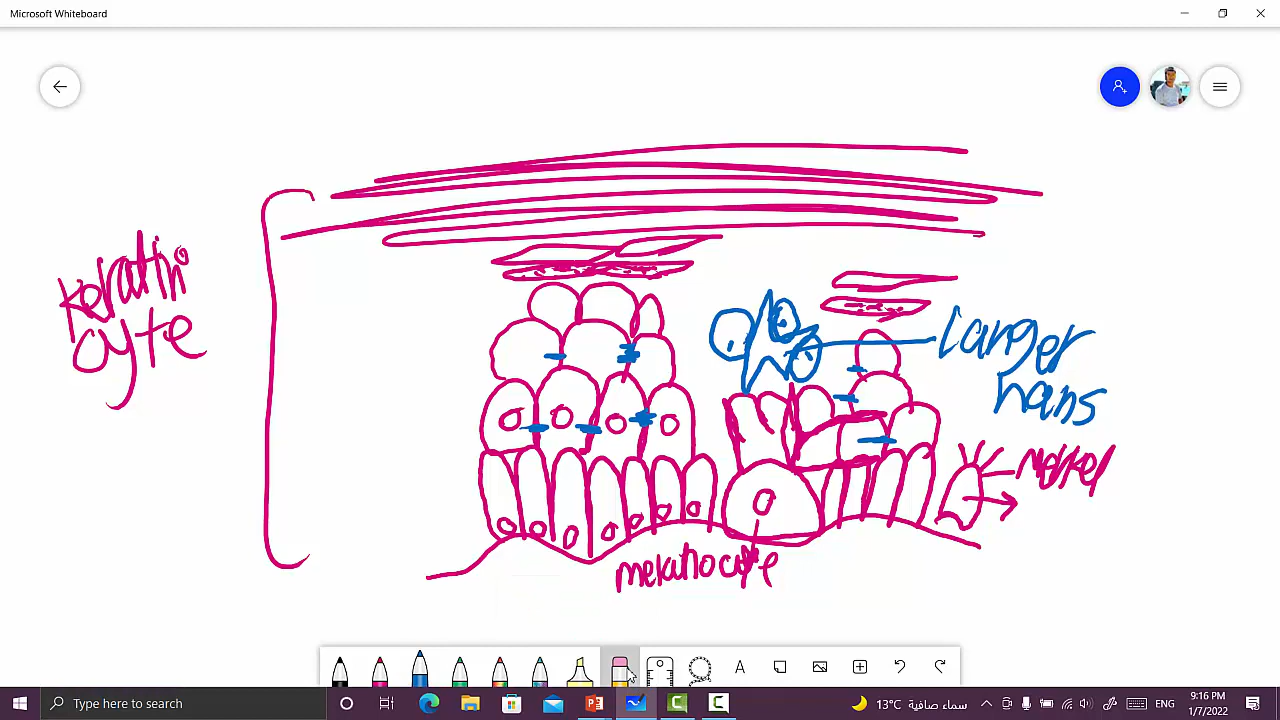 Microsoft Whiteboard
keratino
cyte
Langer
hans
merkel
melanocyte
A
Type here to search
13°C سماء صافية
ENG
9:16 PM
1/7/2022